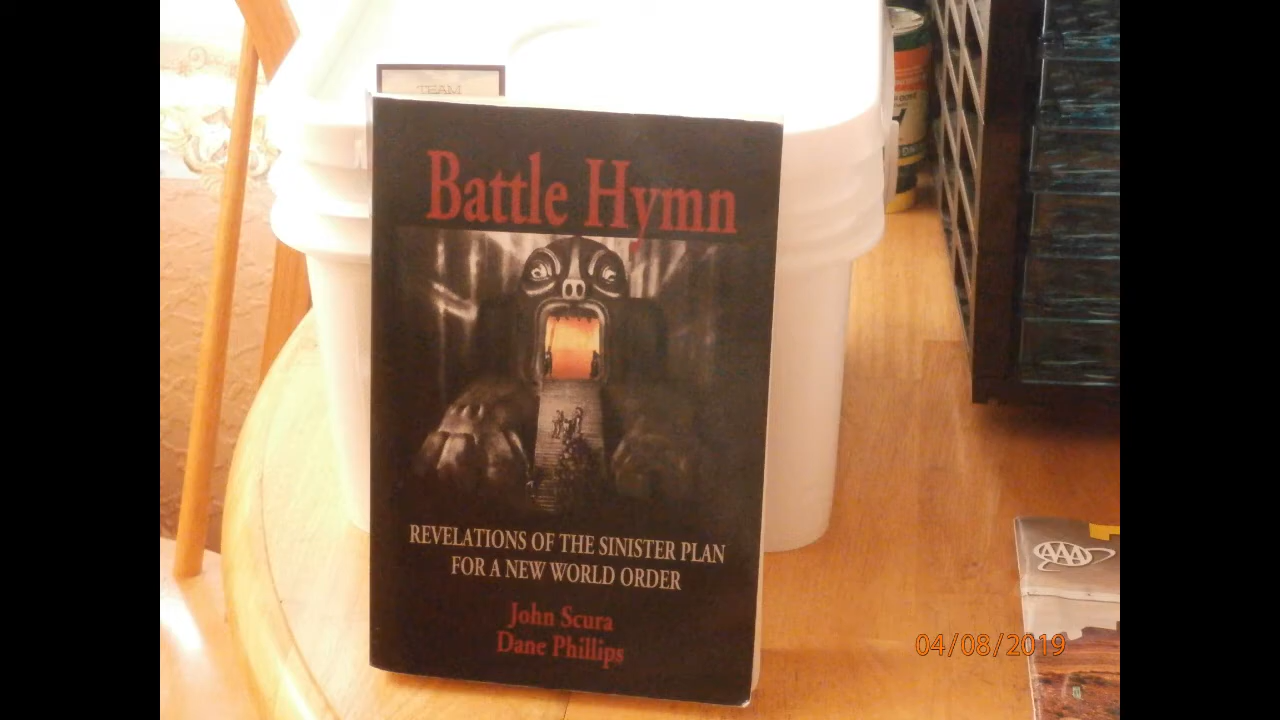 TEAM
Battle Hymn
REVELATIONS OF THE SINISTER PLAN
FOR A NEW WORLD ORDER
John Scura
Dane Phillips
AAA
04/08/2019